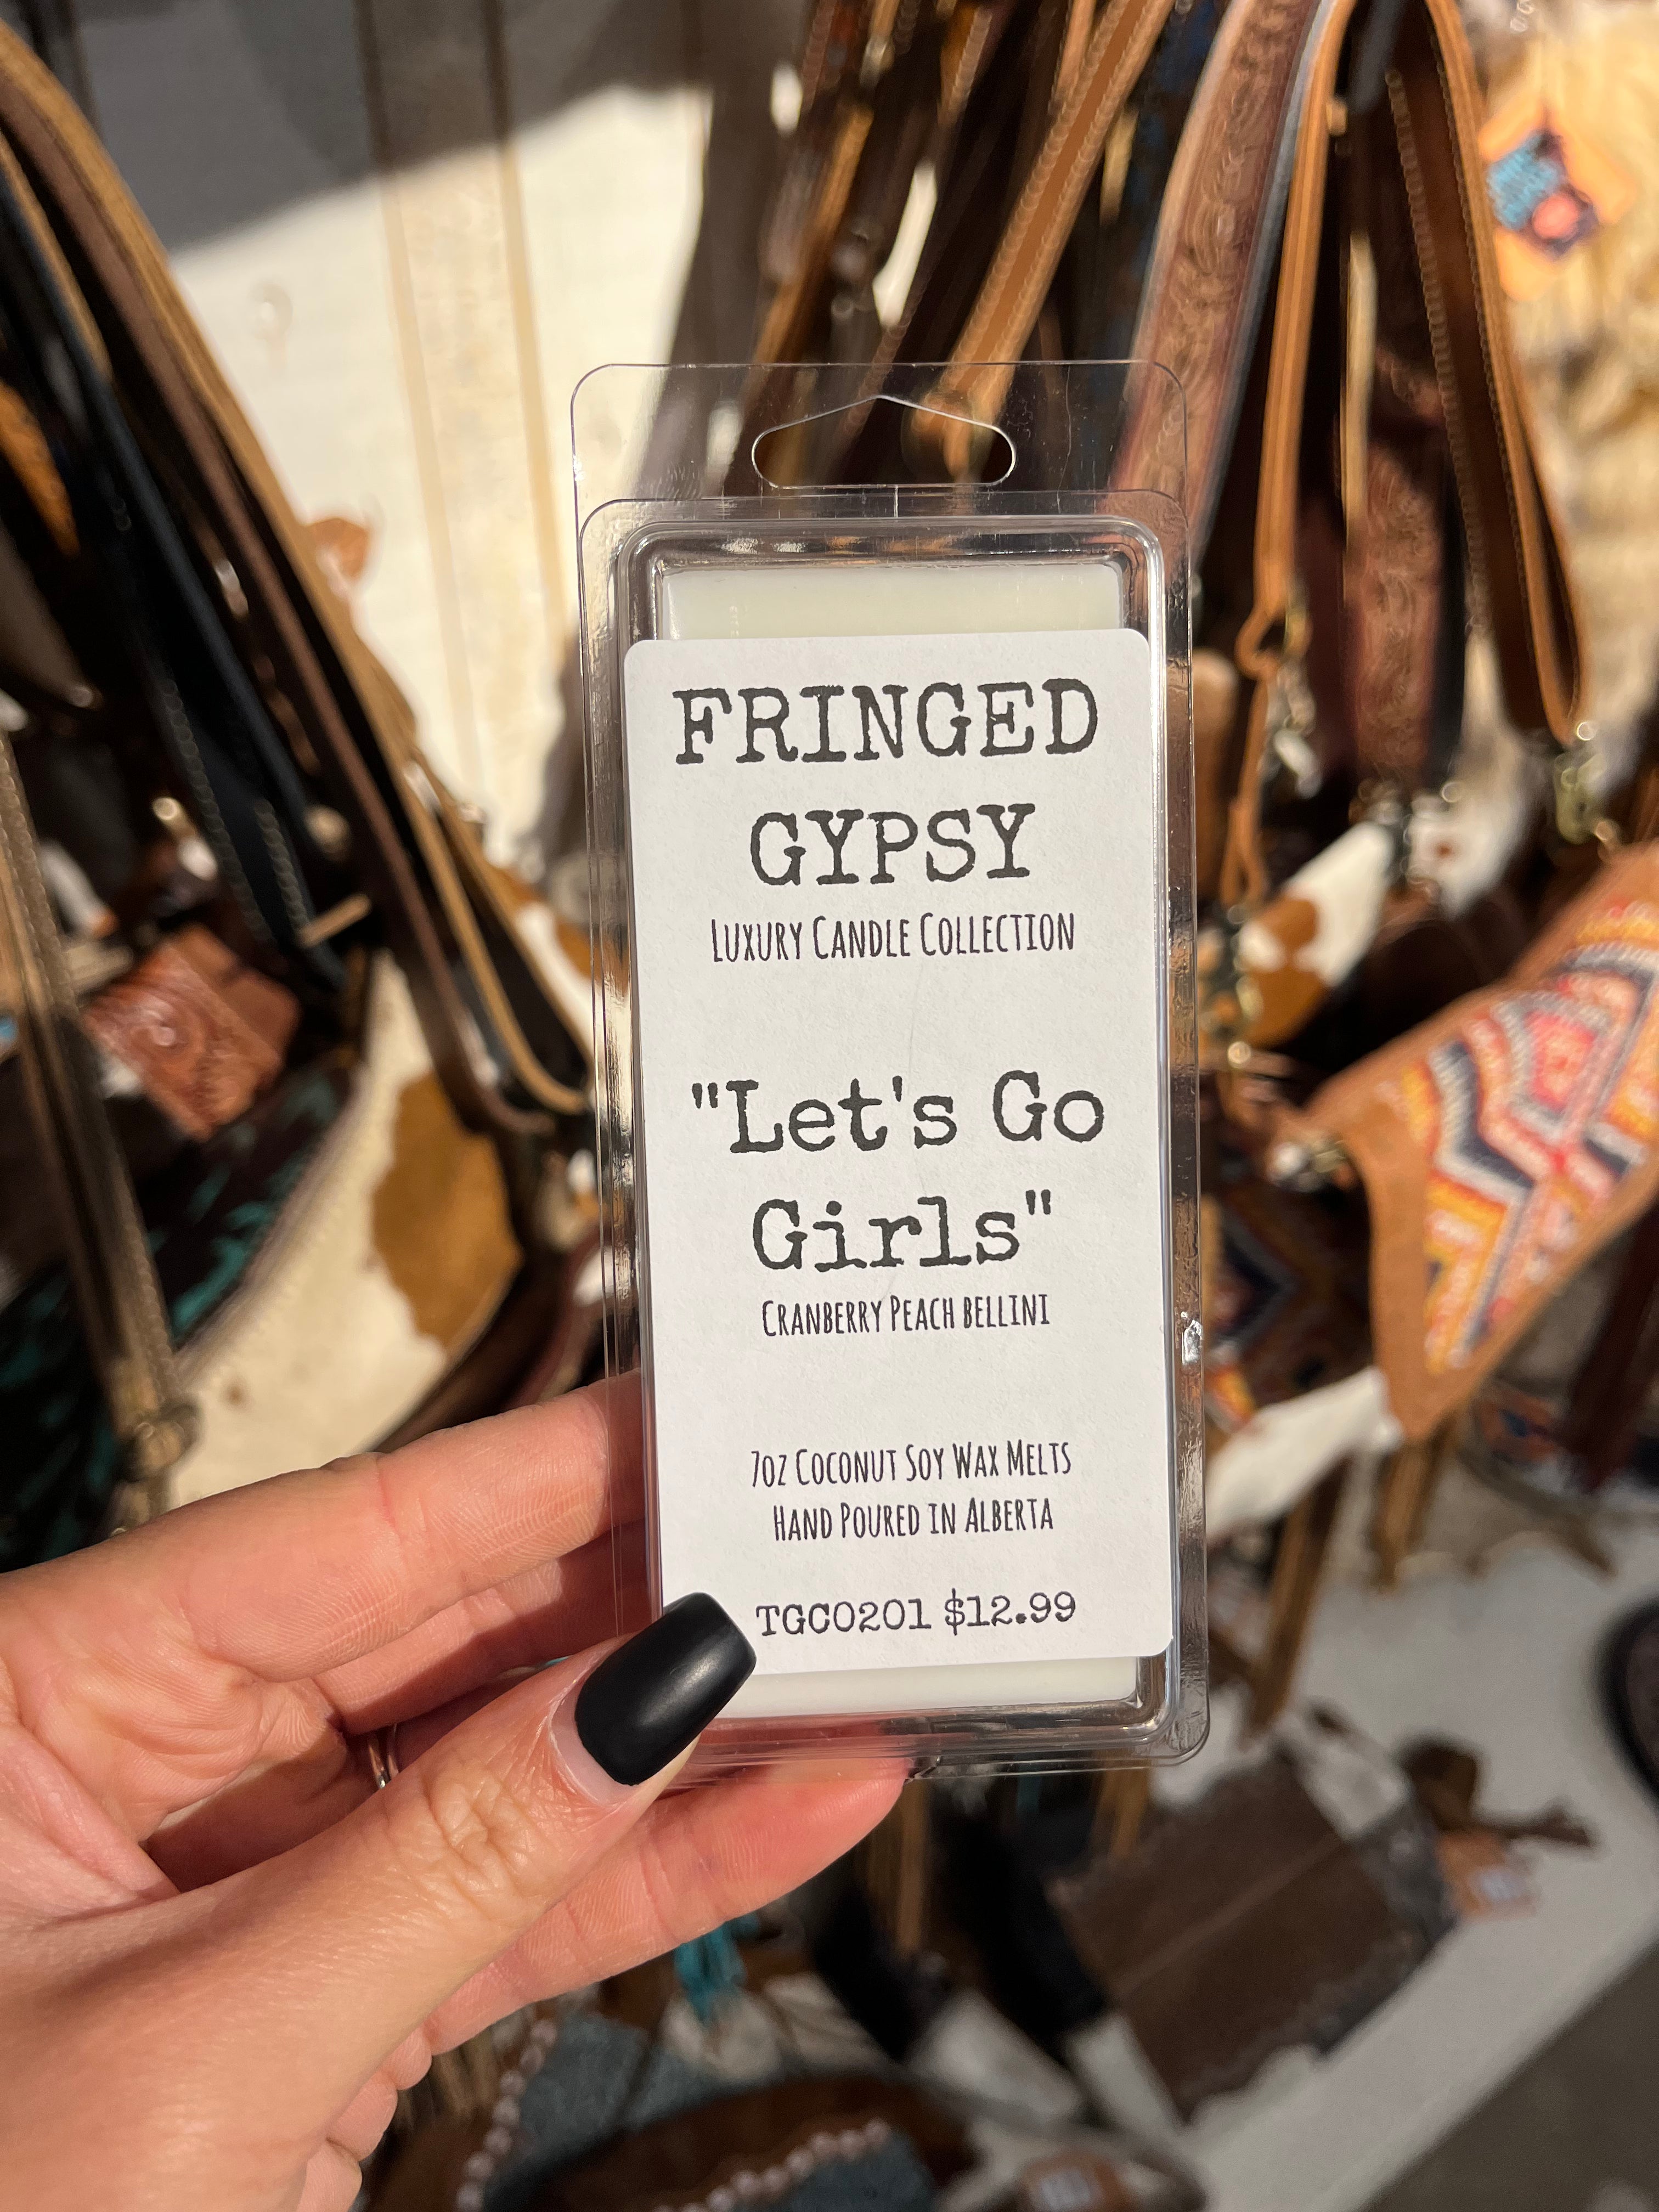 FRINGED
GYPSY
LUXURY CANDLE COLLECTION
"Let's Go
Girls"
CRANBERRY PEACH BELLINI
7OZ COCONUT SOY WAX MELTS
HAND POURED IN ALBERTA
TGC0201 $12.99